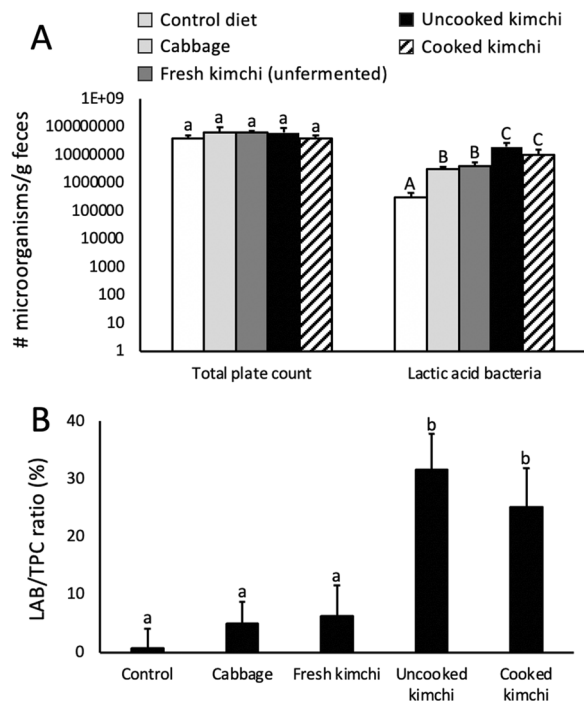 A
Control diet
Cabbage
Fresh kimchi (unfermented)
Uncooked kimchi
Cooked kimchi
# microorganisms/g feces
1E+09
100000000
10000000
1000000
100000
10000
1000
100
10
1
a a a a a
A B B C C
Total plate count Lactic acid bacteria
B
LAB/TPC ratio (%)
40
30
20
10
0
a a a b b
Control Cabbage Fresh kimchi Uncooked kimchi Cooked kimchi